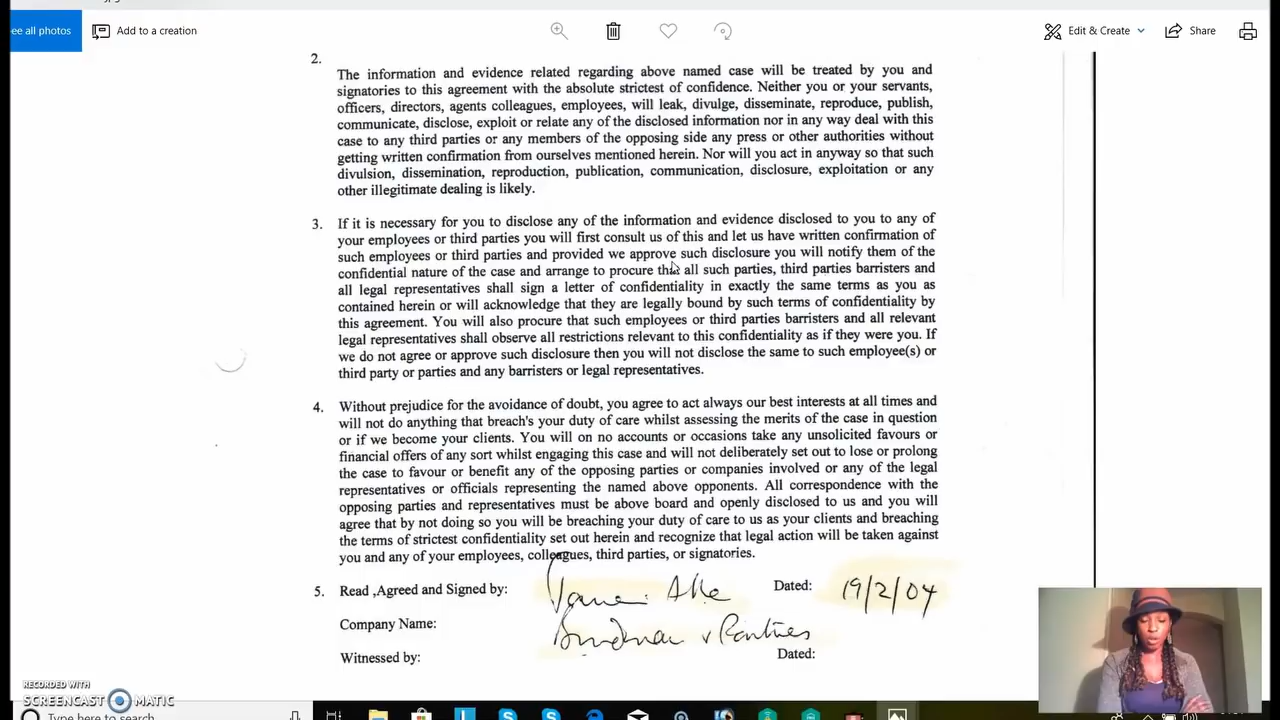 ee all photos
Add to a creation
Edit & Create
Share
2.
The information and evidence related regarding above named case will be treated by you and
signatories to this agreement with the absolute strictest of confidence. Neither you or your servants,
officers, directors, agents colleagues, employees, will leak, divulge, disseminate, reproduce, publish,
communicate, disclose, exploit or relate any of the disclosed information nor in any way deal with this
case to any third parties or any members of the opposing side any press or other authorities without
getting written confirmation from ourselves mentioned herein. Nor will you act in anyway so that such
divulsion, dissemination, reproduction, publication, communication, disclosure, exploitation or any
other illegitimate dealing is likely.
3. If it is necessary for you to disclose any of the information and evidence disclosed to you to any of
your employees or third parties you will first consult us of this and let us have written confirmation of
such employees or third parties and provided we approve such disclosure you will notify them of the
confidential nature of the case and arrange to procure that all such parties, third parties barristers and
all legal representatives shall sign a letter of confidentiality in exactly the same terms as you as
contained herein or will acknowledge that they are legally bound by such terms of confidentiality by
this agreement. You will also procure that such employees or third parties barristers and all relevant
legal representatives shall observe all restrictions relevant to this confidentiality as if they were you. If
we do not agree or approve such disclosure then you will not disclose the same to such employee(s) or
third party or parties and any barristers or legal representatives.
4. Without prejudice for the avoidance of doubt, you agree to act always our best interests at all times and
will not do anything that breach's your duty of care whilst assessing the merits of the case in question
or if we become your clients. You will on no accounts or occasions take any unsolicited favours or
financial offers of any sort whilst engaging this case and will not deliberately set out to lose or prolong
the case to favour or benefit any of the opposing parties or companies involved or any of the legal
representatives or officials representing the named above opponents. All correspondence with the
opposing parties and representatives must be above board and openly disclosed to us and you will
agree that by not doing so you will be breaching your duty of care to us as your clients and breaching
the terms of strictest confidentiality set out herein and recognize that legal action will be taken against
you and any of your employees, colleagues, third parties, or signatories.
5. Read ,Agreed and Signed by: Dated: 19/2/04
Company Name: Partners
Witnessed by: Dated:
RECORDED WITH
SCREENCAST MATIC
Type here to search